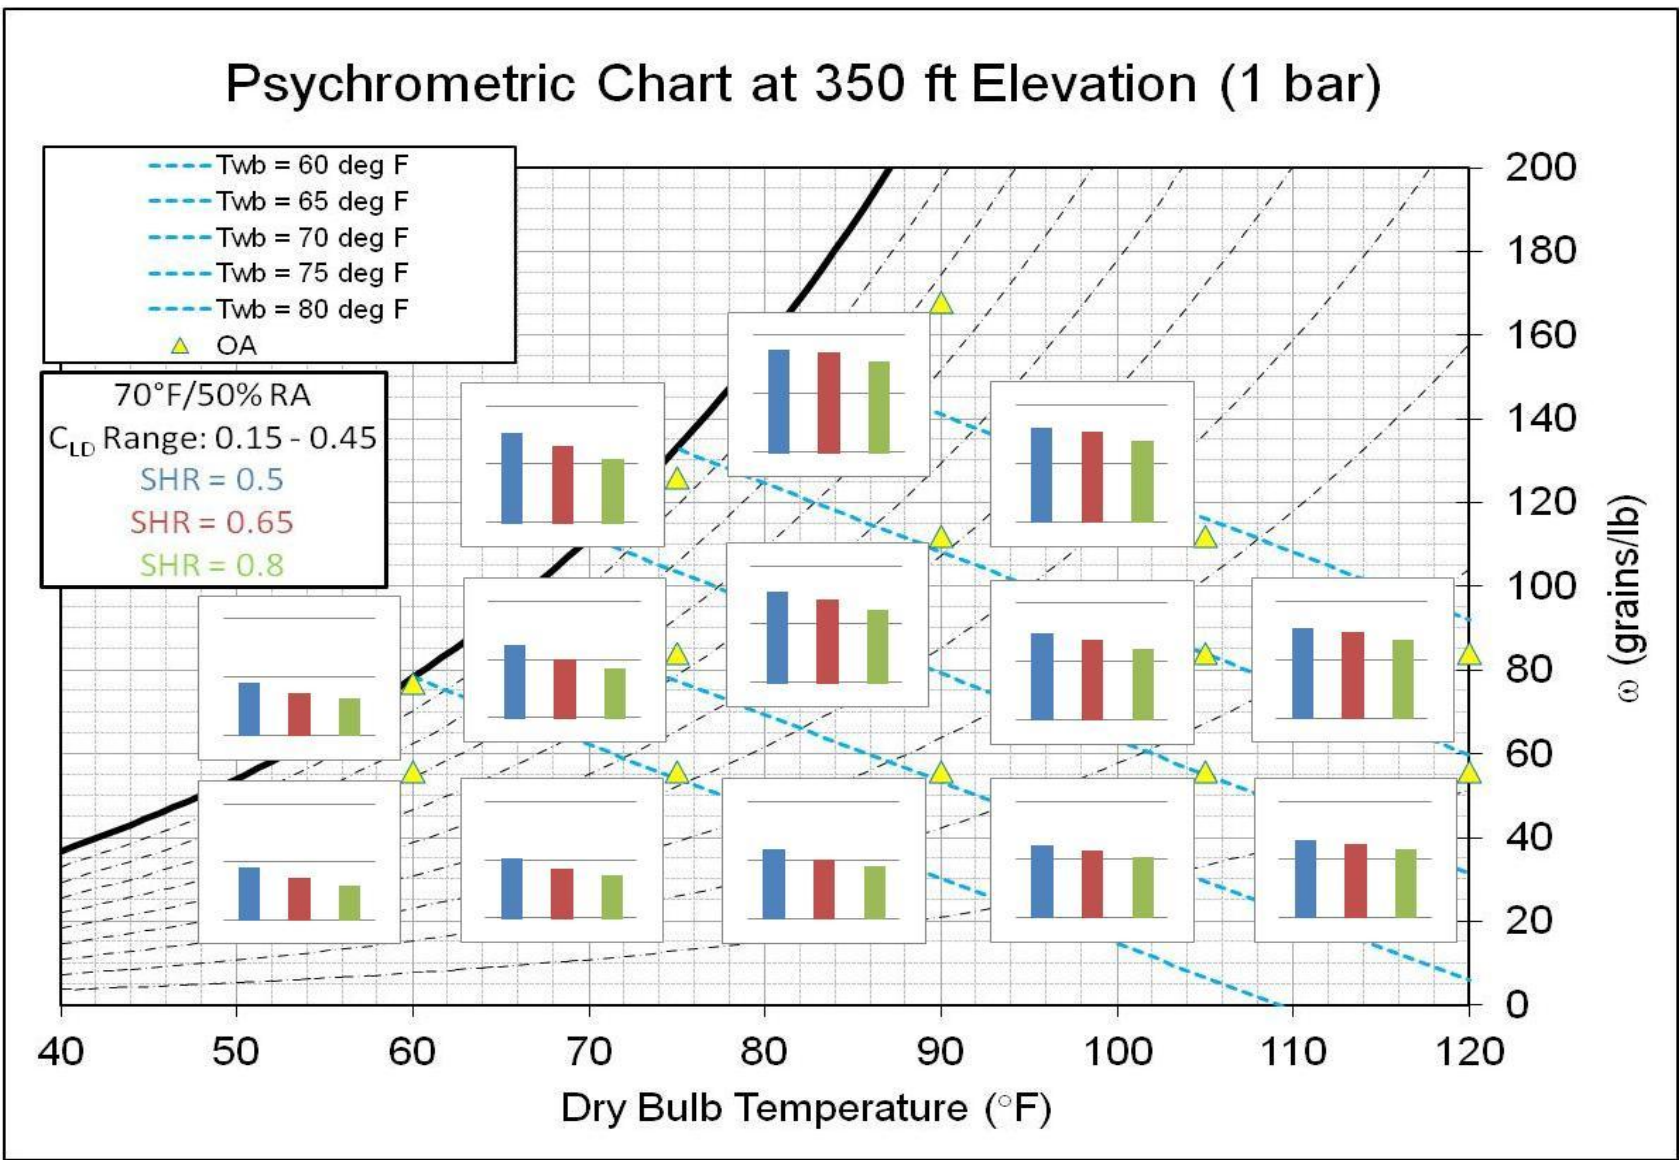 Psychrometric Chart at 350 ft Elevation (1 bar)
Twb = 60 deg F
Twb = 65 deg F
Twb = 70 deg F
Twb = 75 deg F
Twb = 80 deg F
OA
70°F/50% RA
CLD Range: 0.15 - 0.45
SHR = 0.5
SHR = 0.65
SHR = 0.8
200
180
160
140
120
100
80
60
40
20
0
ω (grains/lb)
40 50 60 70 80 90 100 110 120
Dry Bulb Temperature (°F)